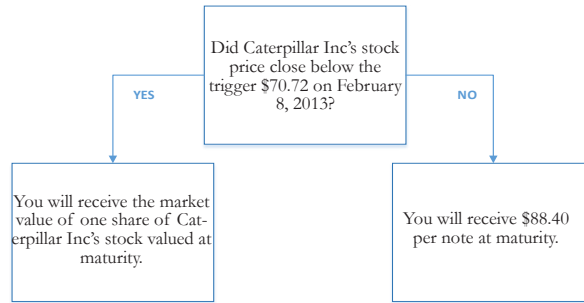 Did Caterpillar Inc's stock
price close below the
trigger $70.72 on February
8, 2013?
YES
NO
You will receive the market
value of one share of Cat-
erpillar Inc's stock valued at
maturity.
You will receive $88.40
per note at maturity.